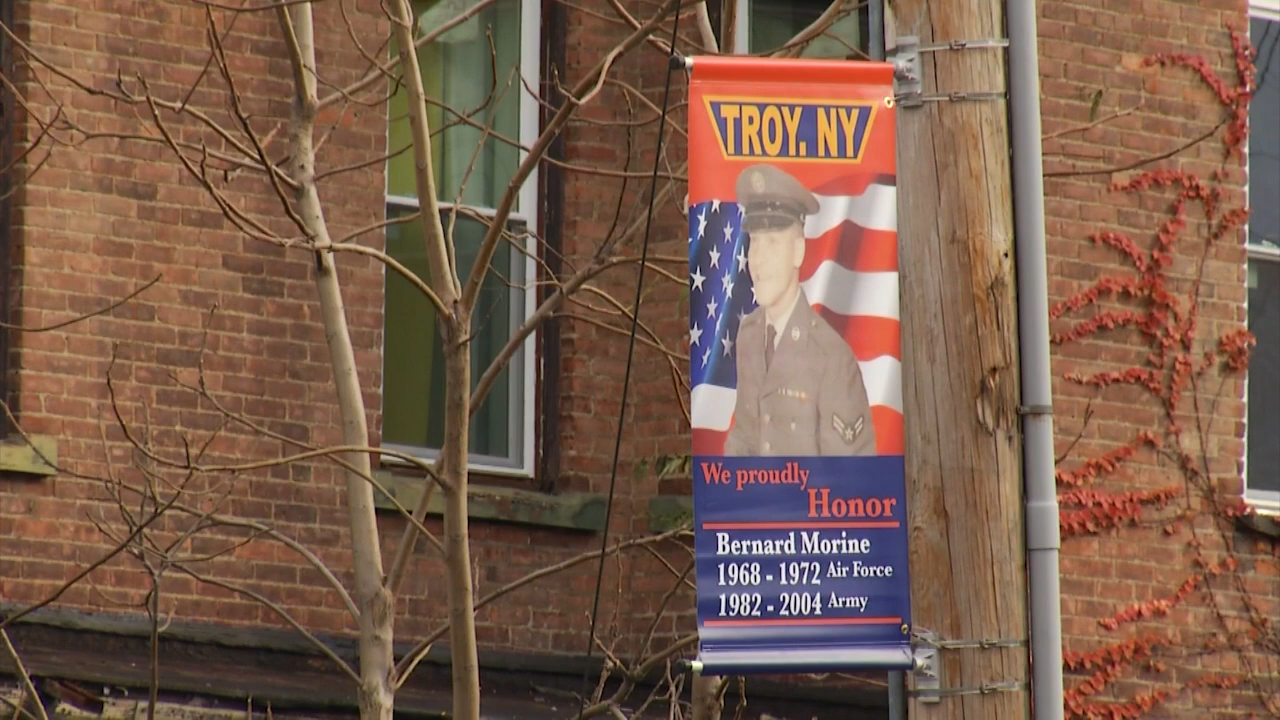 TROY. NY
We proudly
Honor
Bernard Morine
1968 - 1972 Air Force
1982 - 2004 Army